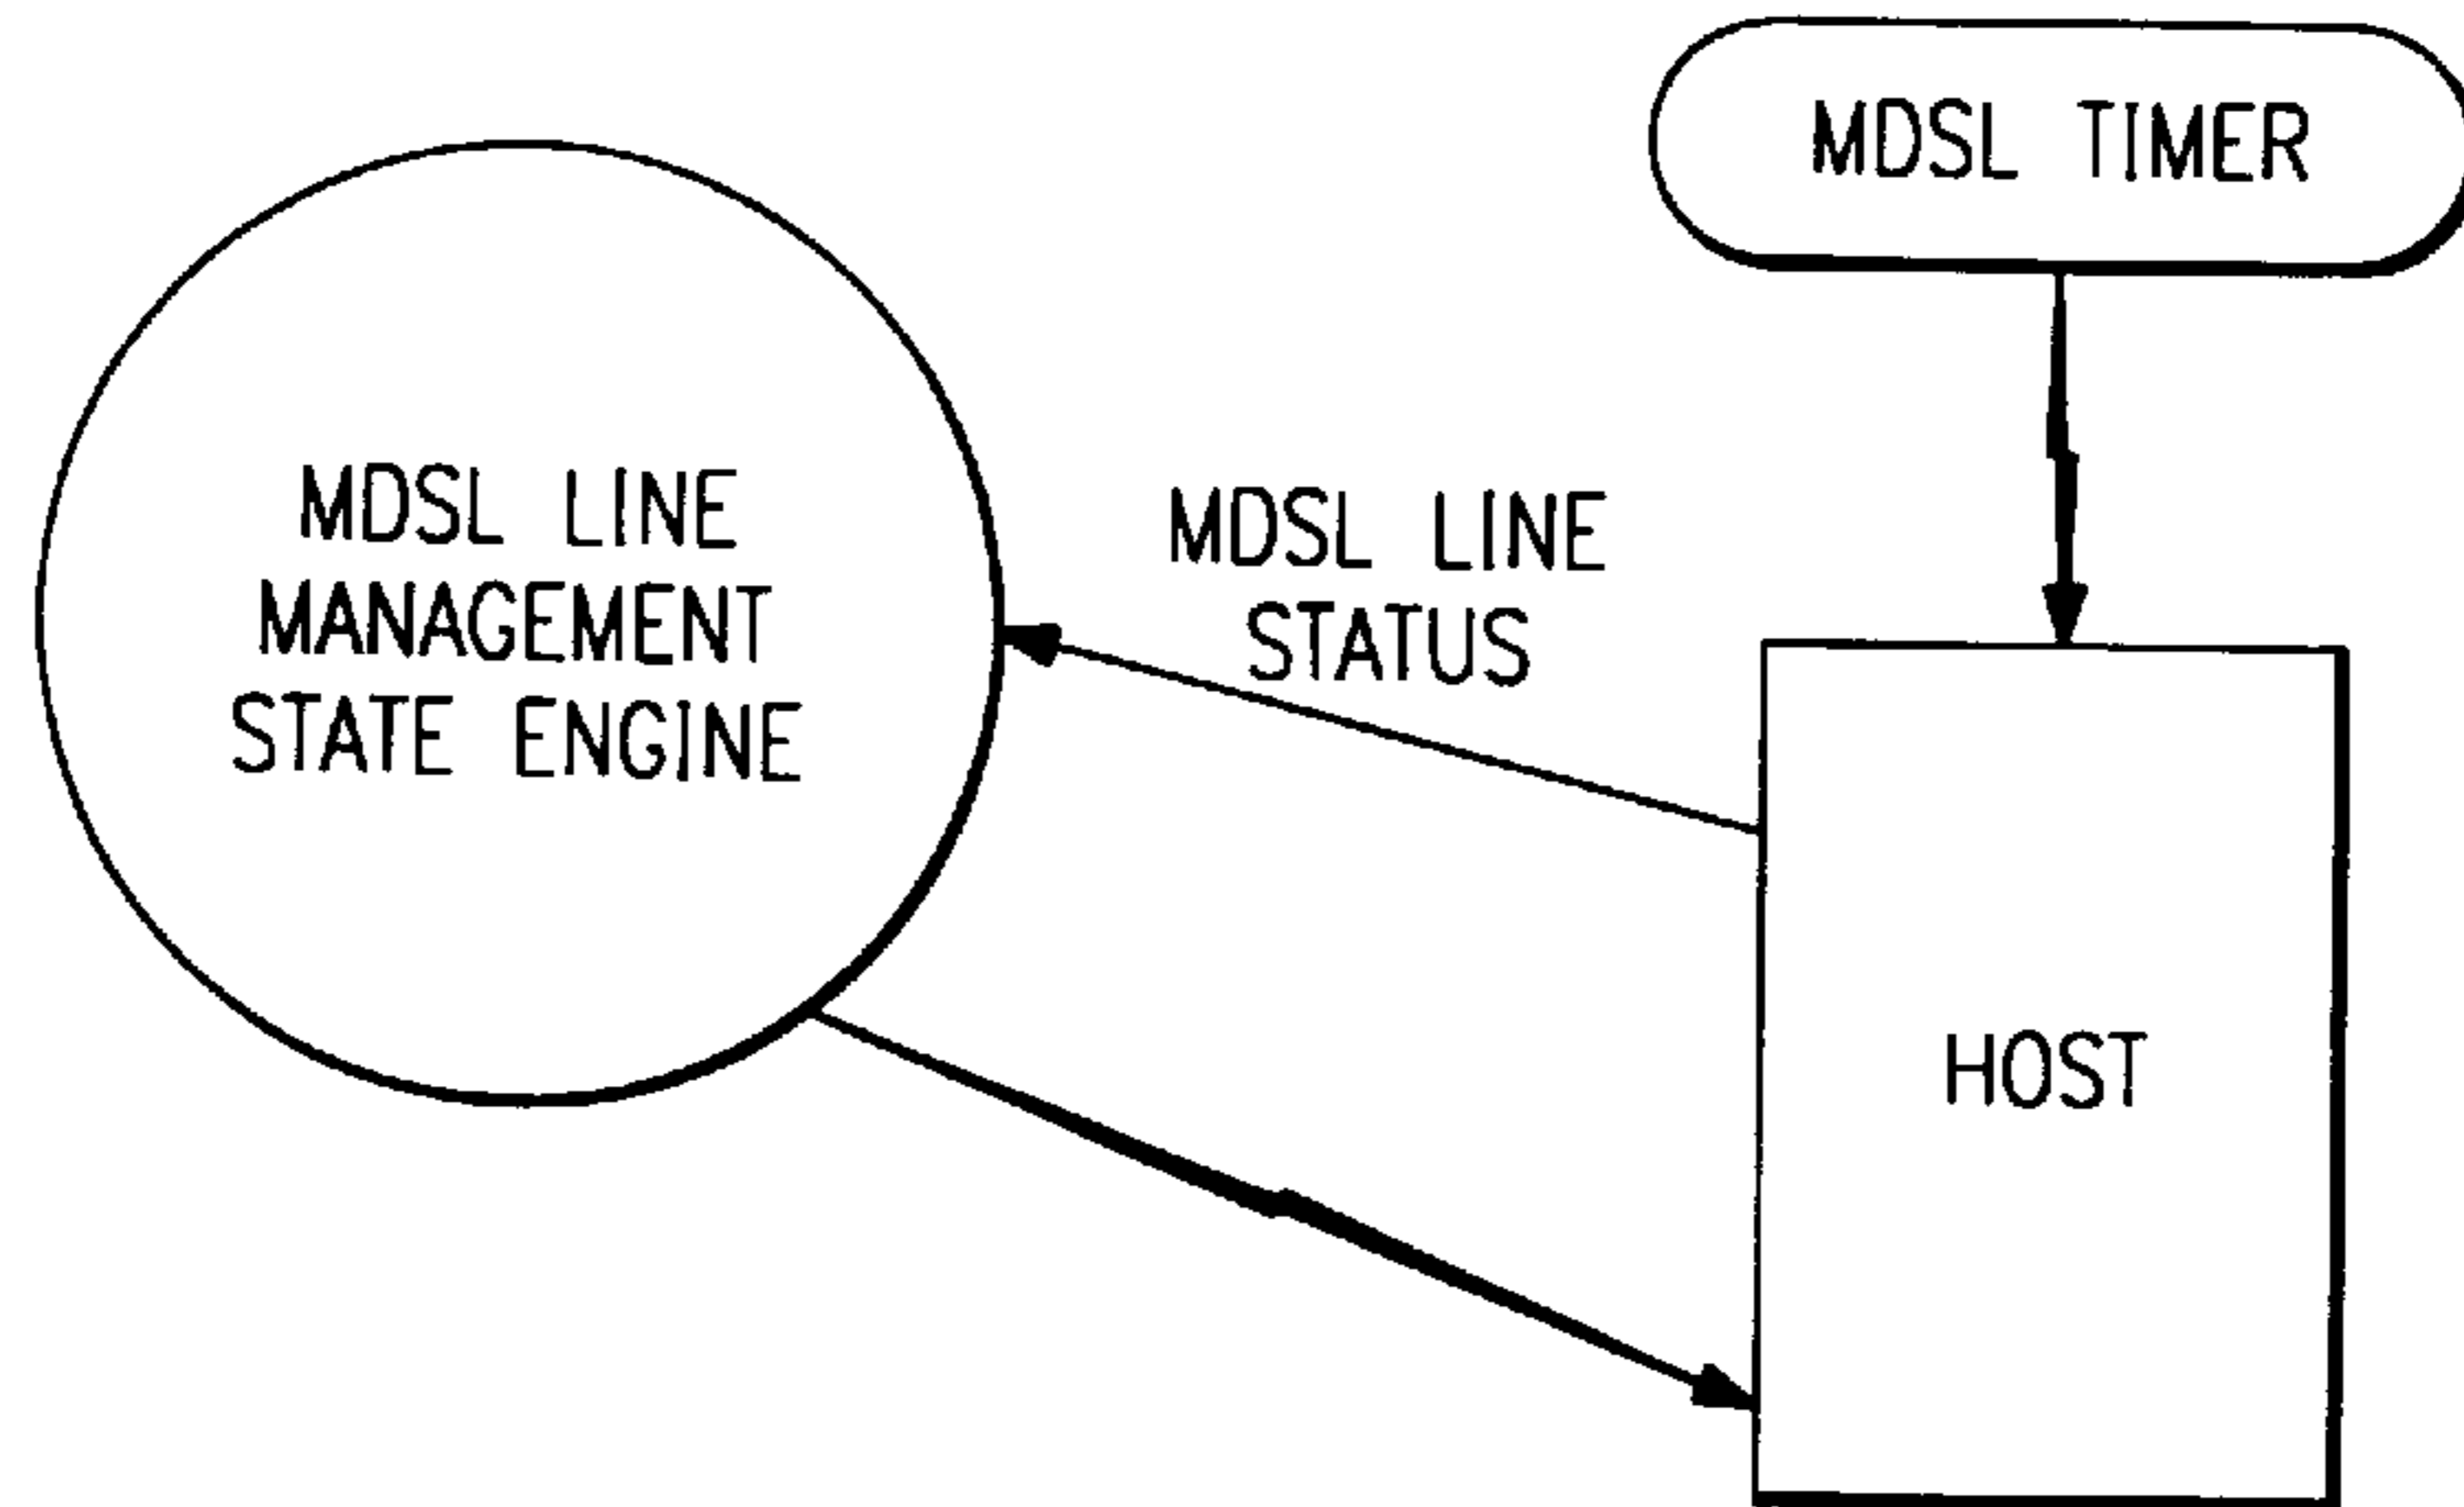 MDSL TIMER
MDSL LINE
MANAGEMENT
STATE ENGINE
MDSL LINE
STATUS
HOST